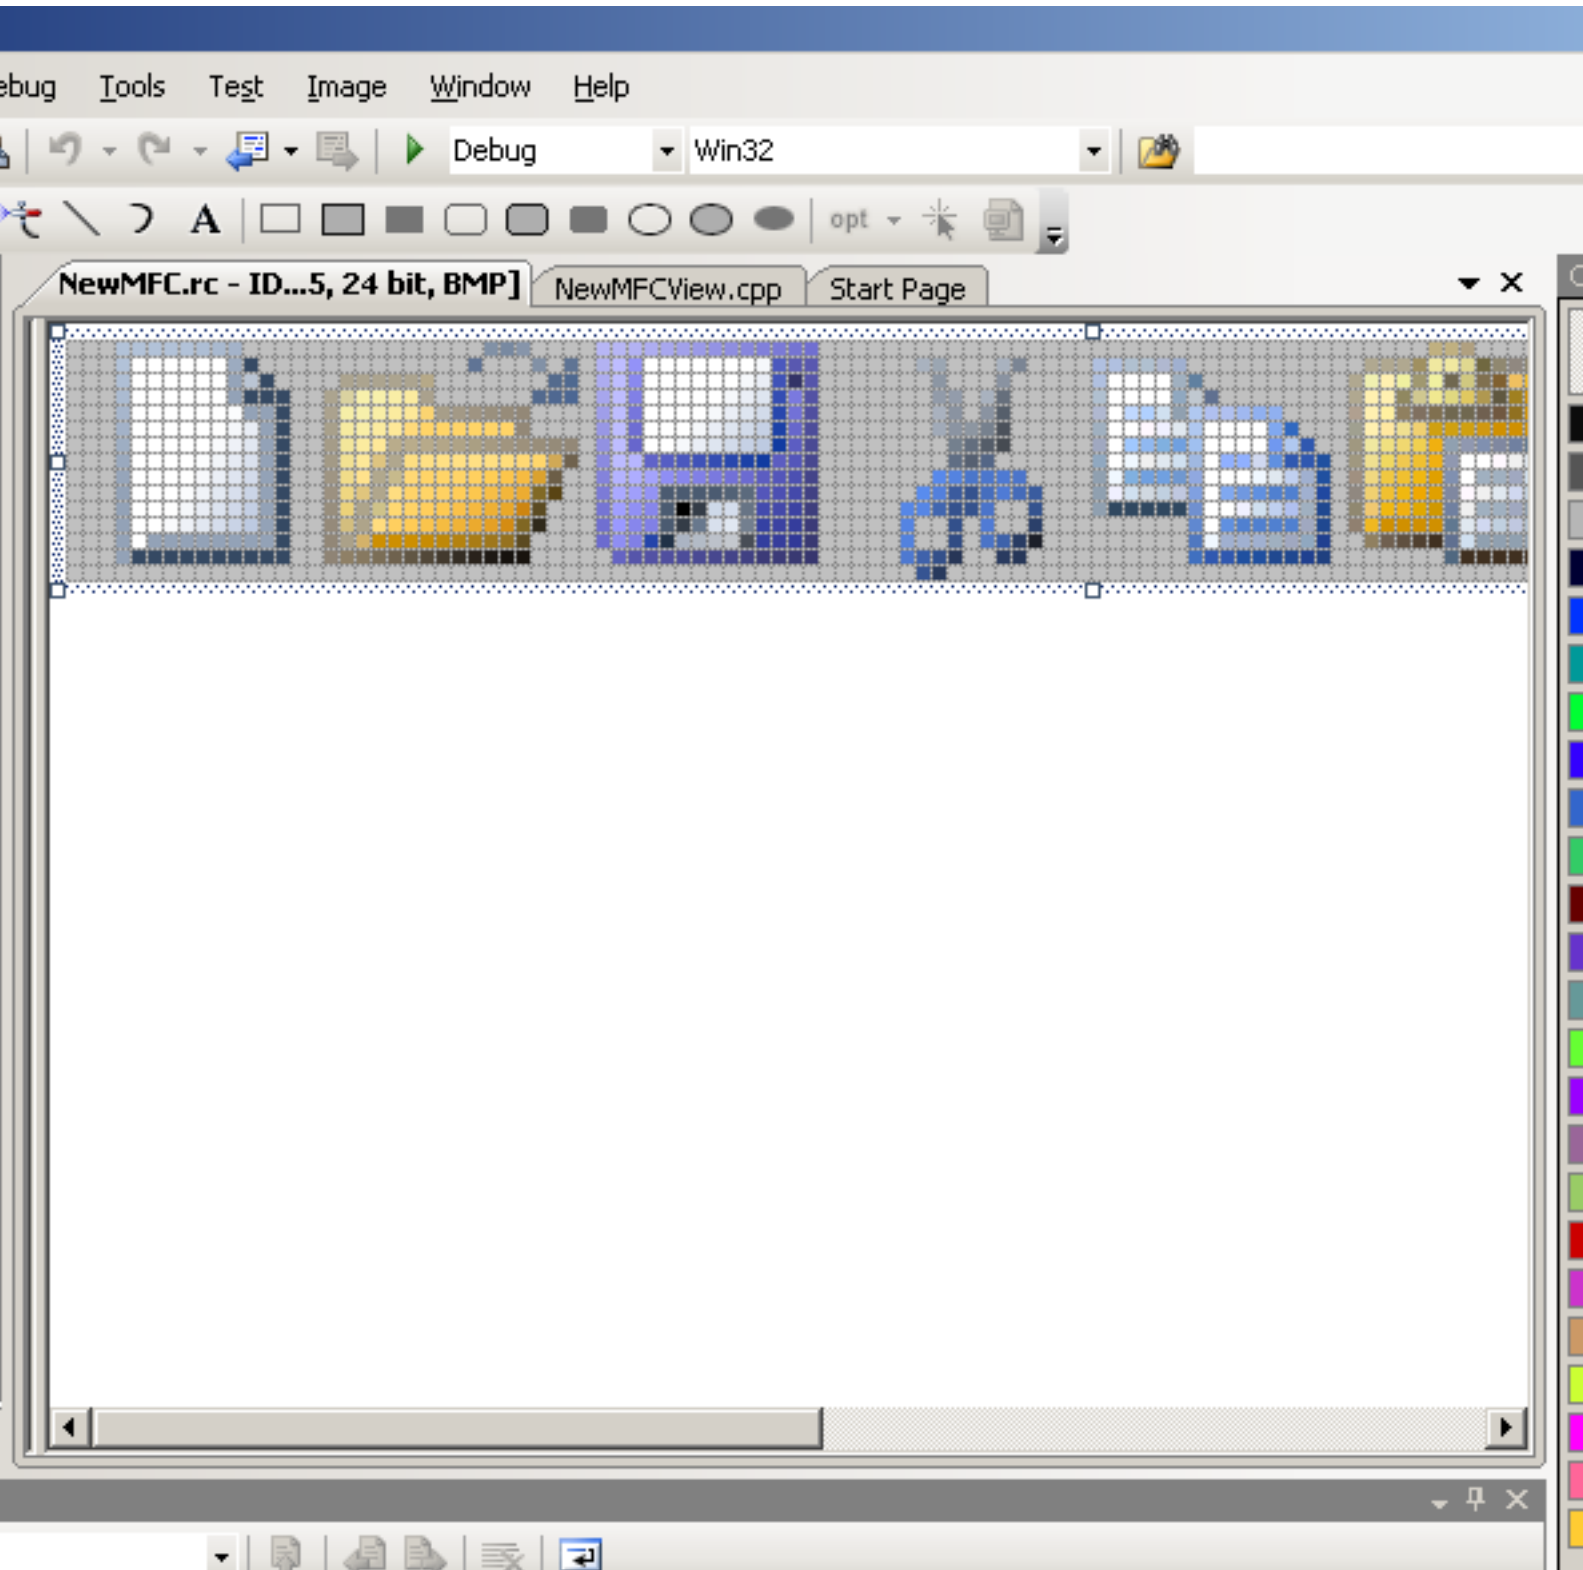 ebug Tools Test Image Window Help
Debug Win32
A opt
NewMFC.rc - ID...5, 24 bit, BMP] NewMFCView.cpp Start Page